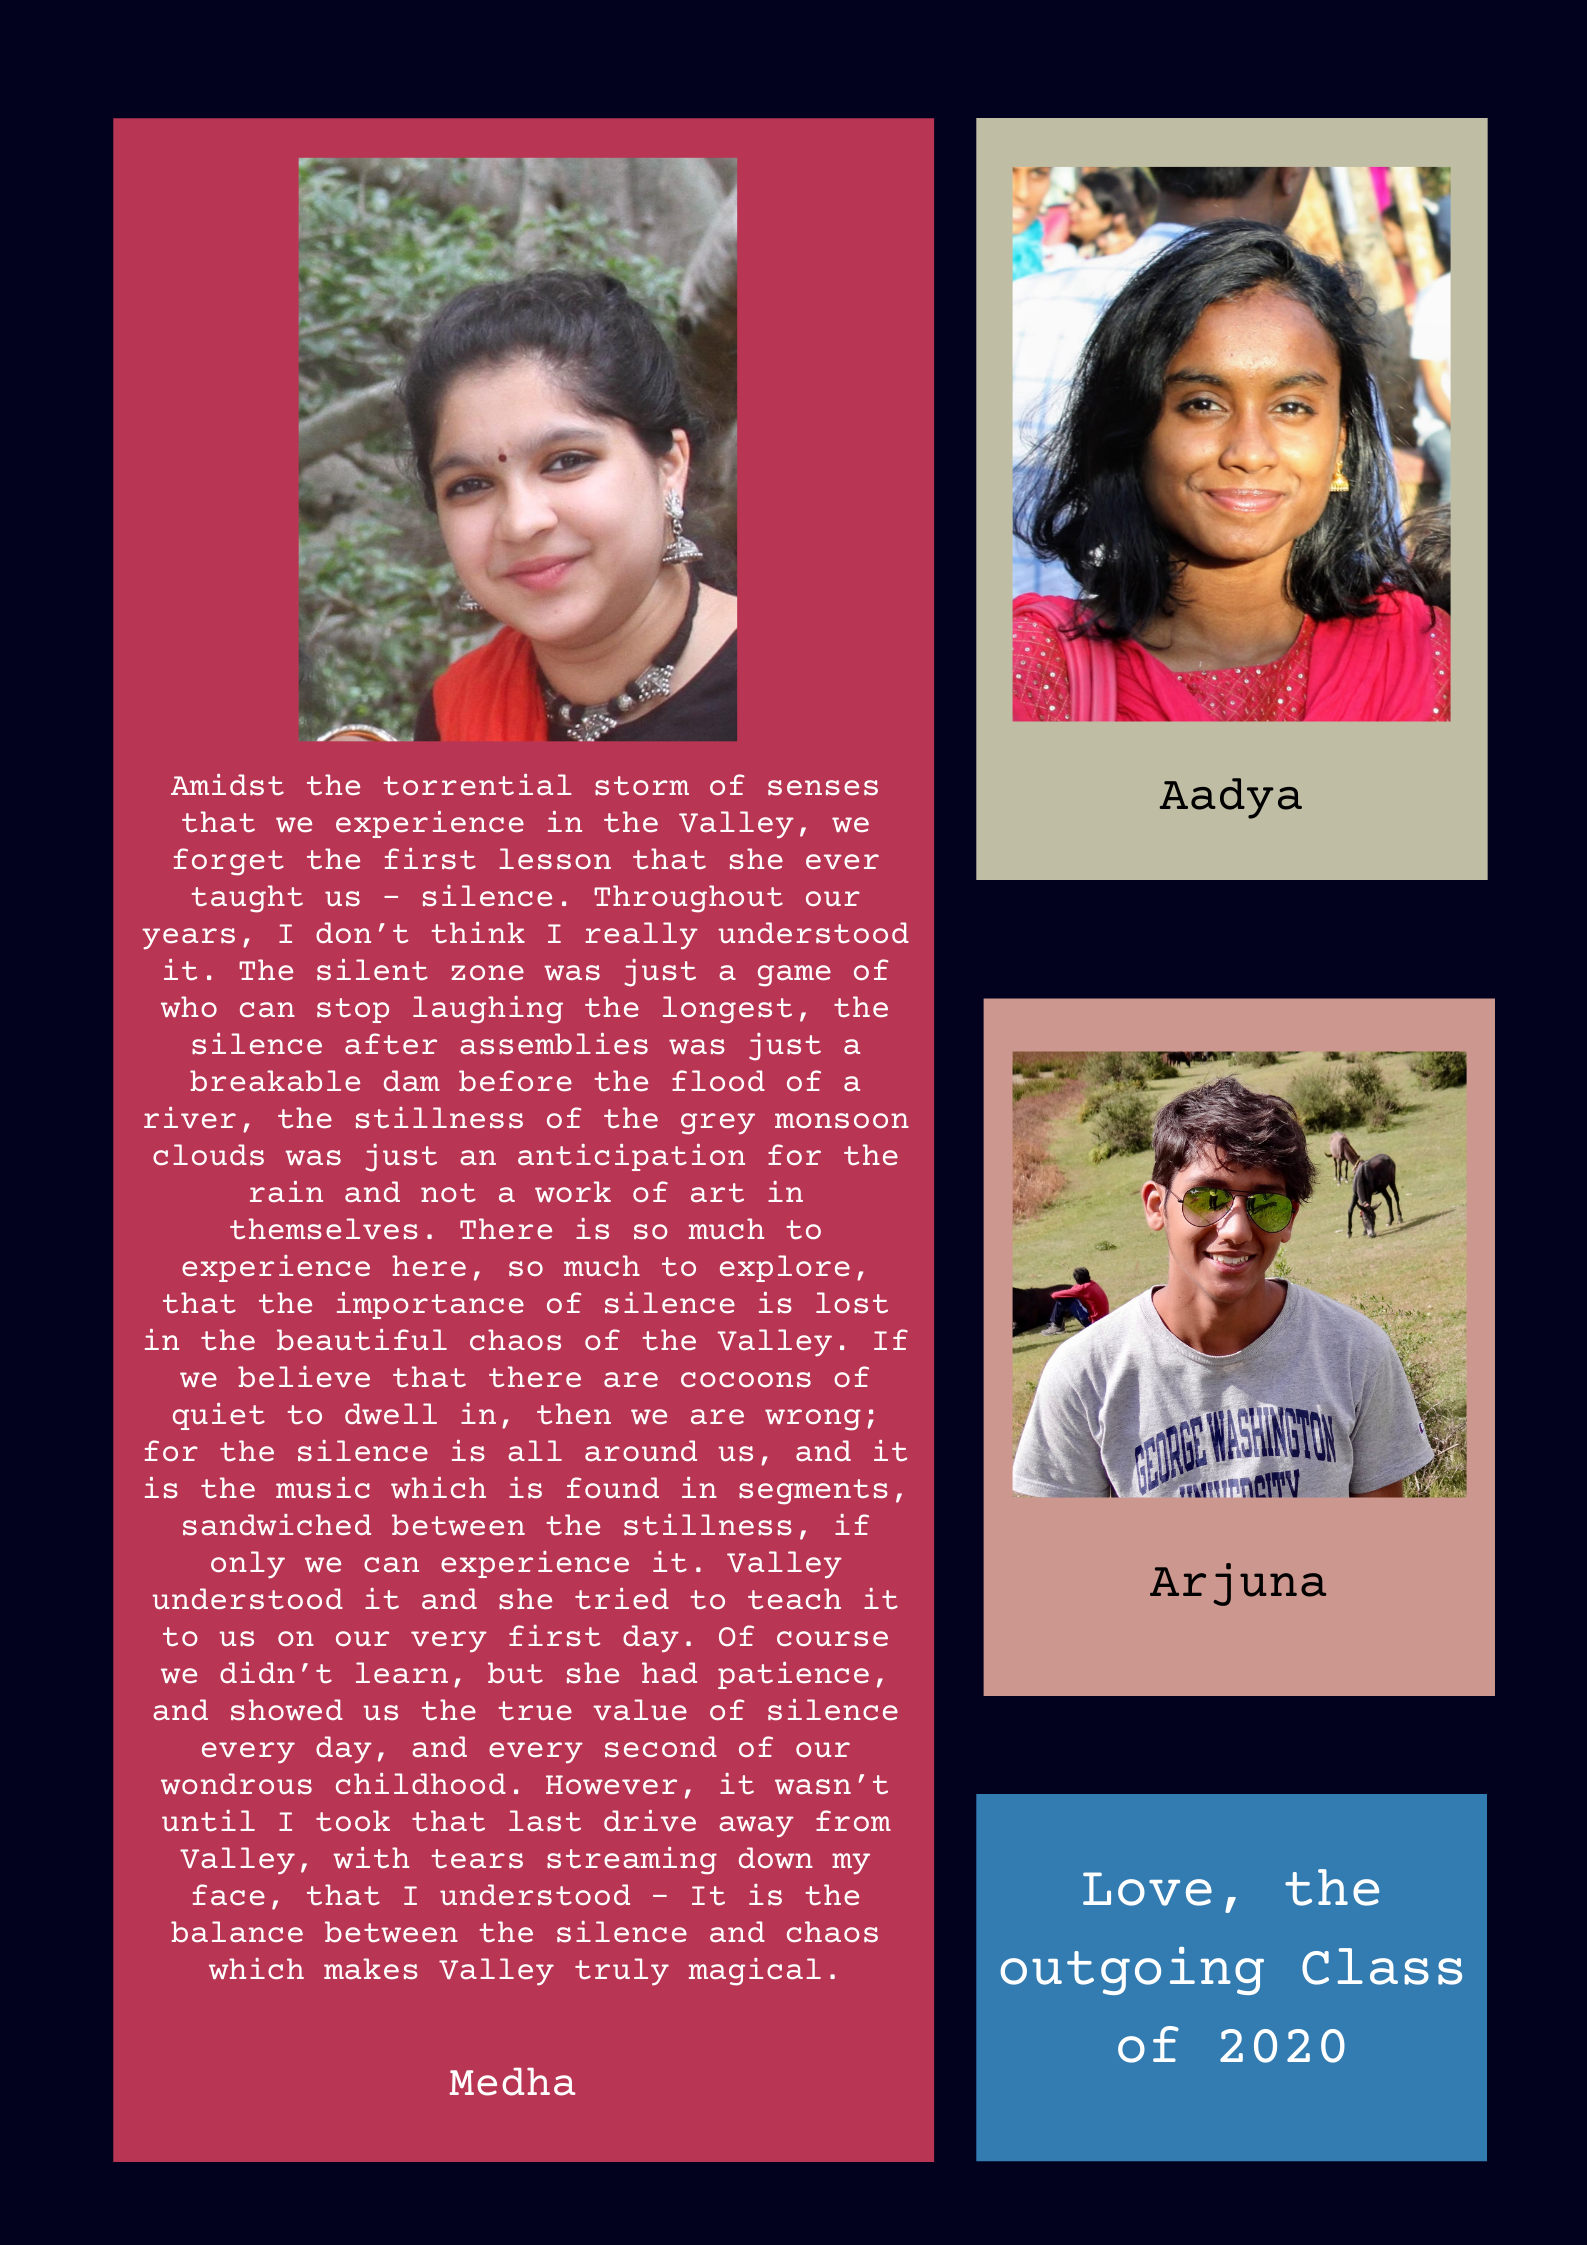 Amidst the torrential storm of senses
that we experience in the Valley, we
forget the first lesson that she ever
taught us – silence. Throughout our
years, I don’t think I really understood
it. The silent zone was just a game of
who can stop laughing the longest, the
silence after assemblies was just a
breakable dam before the flood of a
river, the stillness of the grey monsoon
clouds was just an anticipation for the
rain and not a work of art in
themselves. There is so much to
experience here, so much to explore,
that the importance of silence is lost
in the beautiful chaos of the Valley. If
we believe that there are cocoons of
quiet to dwell in, then we are wrong;
for the silence is all around us, and it
is the music which is found in segments,
sandwiched between the stillness, if
only we can experience it. Valley
understood it and she tried to teach it
to us on our very first day. Of course
we didn’t learn, but she had patience,
and showed us the true value of silence
every day, and every second of our
wondrous childhood. However, it wasn’t
until I took that last drive away from
Valley, with tears streaming down my
face, that I understood – It is the
balance between the silence and chaos
which makes Valley truly magical.
Medha
Aadya
GEORGE WASHINGTON
UNIVERSITY
Arjuna
Love, the
outgoing Class
of 2020